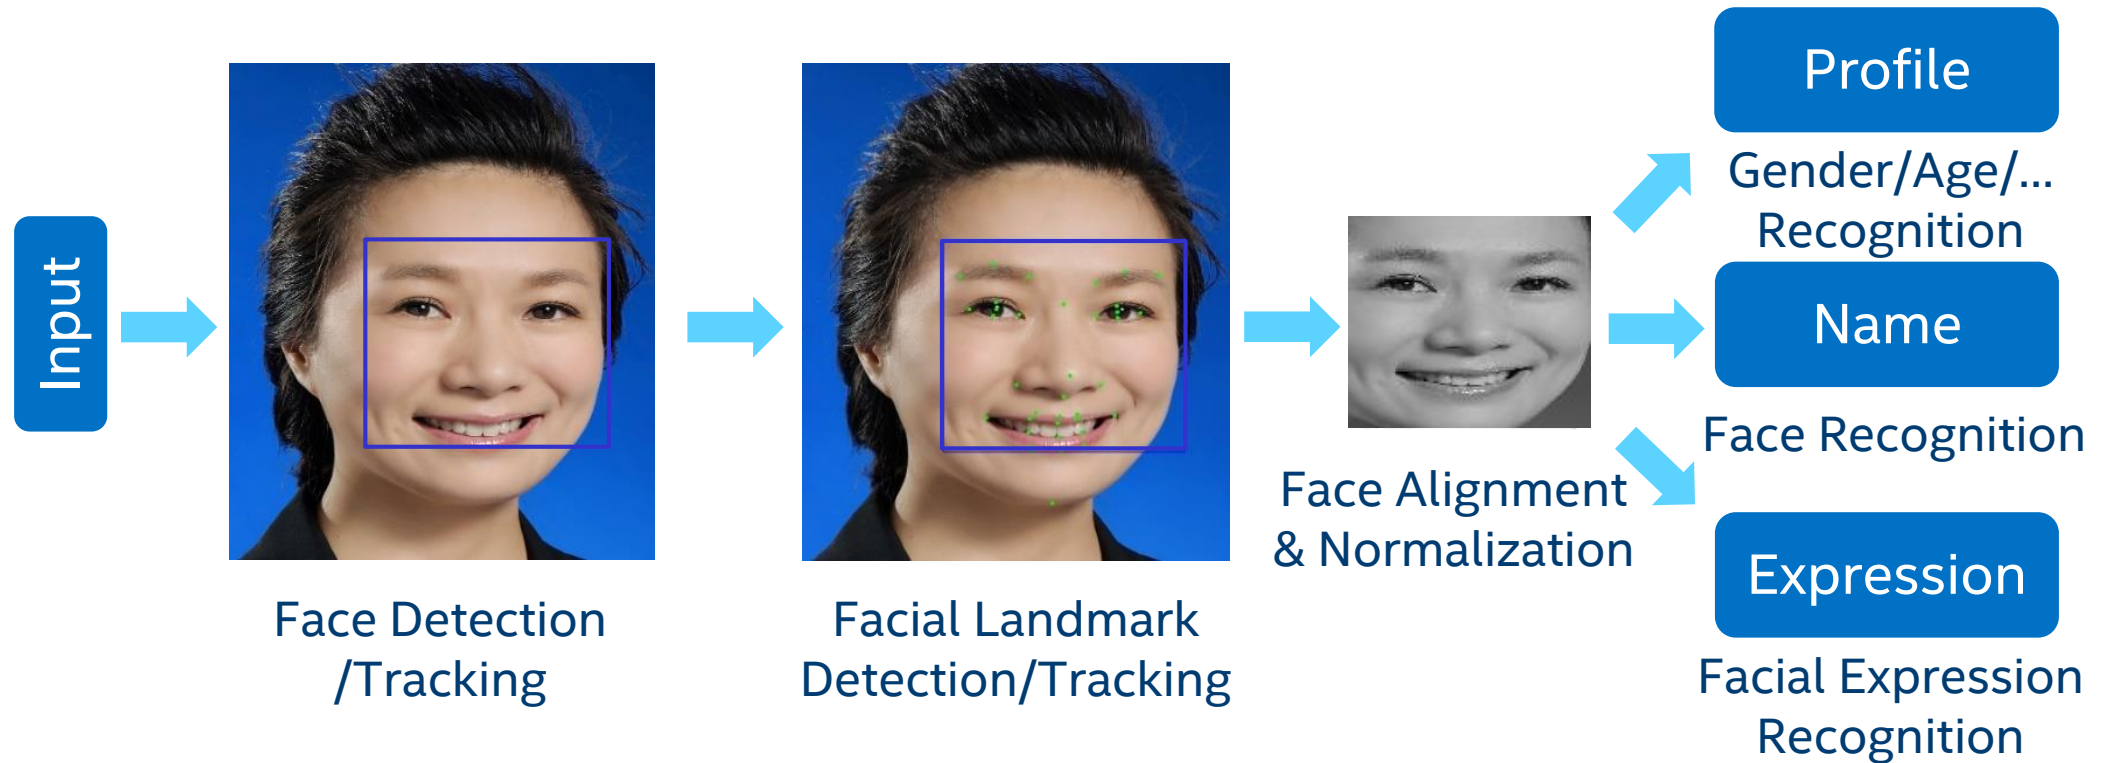 Input
Face Detection
/Tracking
Facial Landmark
Detection/Tracking
Face Alignment
& Normalization
Profile
Gender/Age/...
Recognition
Name
Face Recognition
Expression
Facial Expression
Recognition